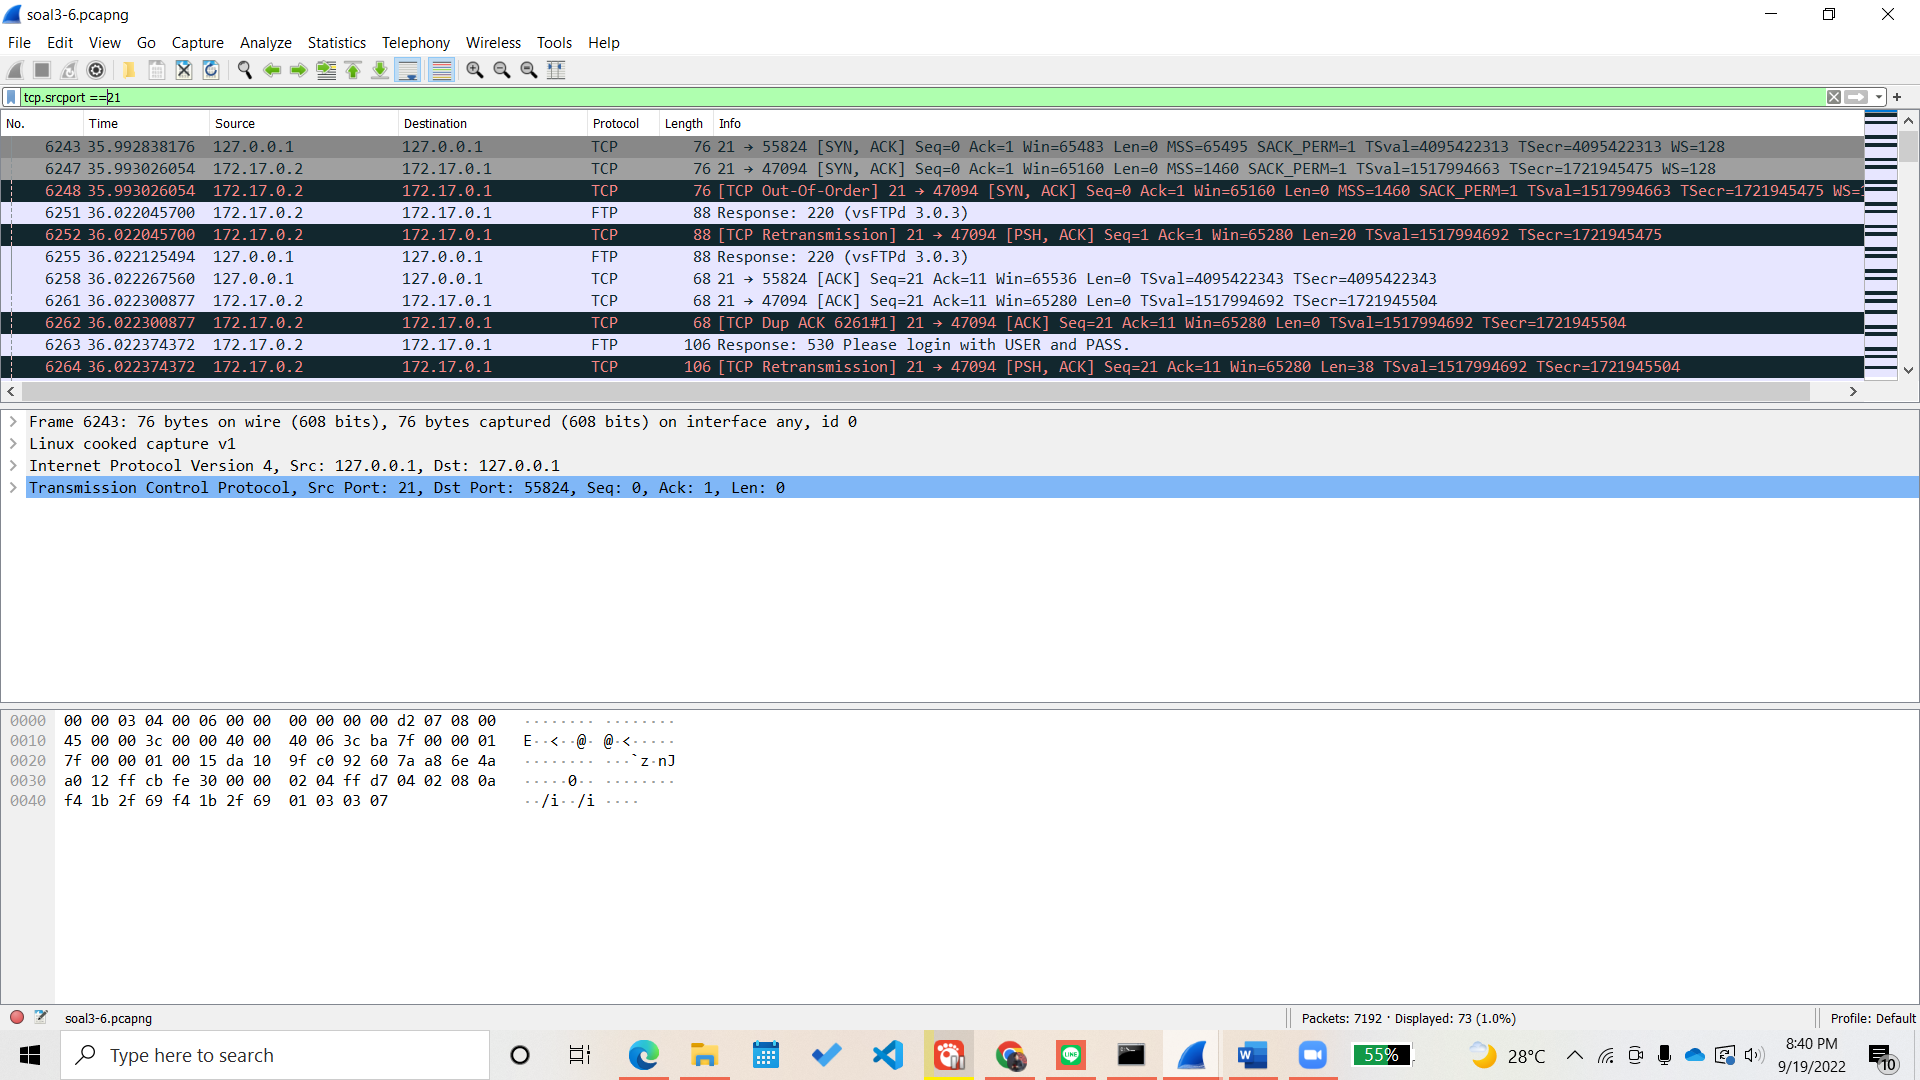 soal3-6.pcapng
File Edit View Go Capture Analyze Statistics Telephony Wireless Tools Help
tcp.srcport ==21
No. Time Source Destination Protocol Length Info
6243 35.992838176 127.0.0.1 127.0.0.1 TCP 76 21 → 55824 [SYN, ACK] Seq=0 Ack=1 Win=65483 Len=0 MSS=65495 SACK_PERM=1 TSval=4095422313 TSecr=4095422313 WS=128
6247 35.993026054 172.17.0.2 172.17.0.1 TCP 76 21 → 47094 [SYN, ACK] Seq=0 Ack=1 Win=65160 Len=0 MSS=1460 SACK_PERM=1 TSval=1517994663 TSecr=1721945475 WS=128
6248 35.993026054 172.17.0.2 172.17.0.1 TCP 76 [TCP Out-Of-Order] 21 → 47094 [SYN, ACK] Seq=0 Ack=1 Win=65160 Len=0 MSS=1460 SACK_PERM=1 TSval=1517994663 TSecr=1721945475 WS=
6251 36.022045700 172.17.0.2 172.17.0.1 FTP 88 Response: 220 (vsFTPd 3.0.3)
6252 36.022045700 172.17.0.2 172.17.0.1 TCP 88 [TCP Retransmission] 21 → 47094 [PSH, ACK] Seq=1 Ack=1 Win=65280 Len=20 TSval=1517994692 TSecr=1721945475
6255 36.022125494 127.0.0.1 127.0.0.1 FTP 88 Response: 220 (vsFTPd 3.0.3)
6258 36.022267560 127.0.0.1 127.0.0.1 TCP 68 21 → 55824 [ACK] Seq=21 Ack=11 Win=65536 Len=0 TSval=4095422343 TSecr=4095422343
6261 36.022300877 172.17.0.2 172.17.0.1 TCP 68 21 → 47094 [ACK] Seq=21 Ack=11 Win=65280 Len=0 TSval=1517994692 TSecr=1721945504
6262 36.022300877 172.17.0.2 172.17.0.1 TCP 68 [TCP Dup ACK 6261#1] 21 → 47094 [ACK] Seq=21 Ack=11 Win=65280 Len=0 TSval=1517994692 TSecr=1721945504
6263 36.022374372 172.17.0.2 172.17.0.1 FTP 106 Response: 530 Please login with USER and PASS.
6264 36.022374372 172.17.0.2 172.17.0.1 TCP 106 [TCP Retransmission] 21 → 47094 [PSH, ACK] Seq=21 Ack=11 Win=65280 Len=38 TSval=1517994692 TSecr=1721945504
Frame 6243: 76 bytes on wire (608 bits), 76 bytes captured (608 bits) on interface any, id 0
Linux cooked capture v1
Internet Protocol Version 4, Src: 127.0.0.1, Dst: 127.0.0.1
Transmission Control Protocol, Src Port: 21, Dst Port: 55824, Seq: 0, Ack: 1, Len: 0
0000 00 00 03 04 00 06 00 00 00 00 00 00 d2 07 08 00 ········ ········
0010 45 00 00 3c 00 00 40 00 40 06 3c ba 7f 00 00 01 E··<··@· @·<·····
0020 7f 00 00 01 00 15 da 10 9f c0 92 60 7a a8 6e 4a ········ ···`z·nJ
0030 a0 12 ff cb fe 30 00 00 02 04 ff d7 04 02 08 0a ·····0·· ········
0040 f4 1b 2f 69 f4 1b 2f 69 01 03 03 07 ··/i··/i ····
soal3-6.pcapng
Packets: 7192 · Displayed: 73 (1.0%)
Profile: Default
Type here to search
55%
28°C
8:40 PM
9/19/2022
10